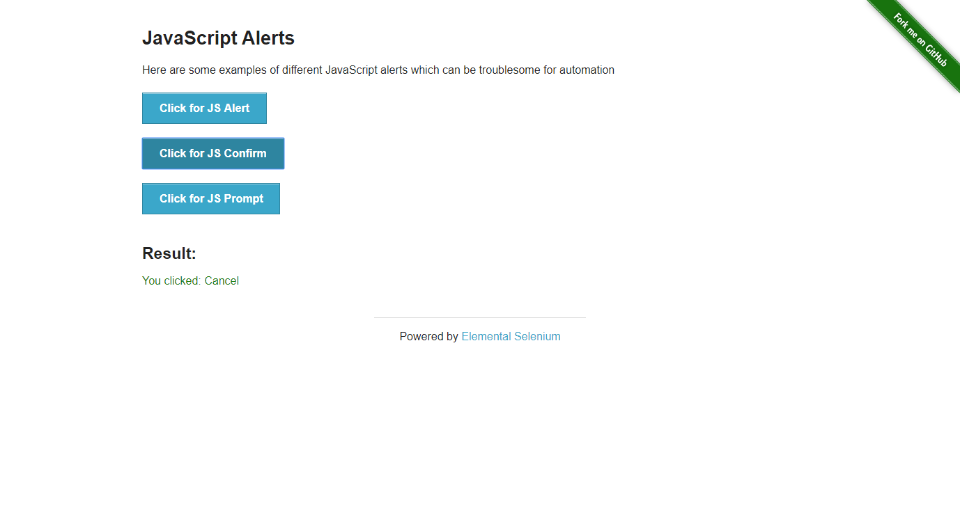 Fork me on GitHub
JavaScript Alerts
Here are some examples of different JavaScript alerts which can be troublesome for automation
Click for JS Alert
Click for JS Confirm
Click for JS Prompt
Result:
You clicked: Cancel
Powered by Elemental Selenium